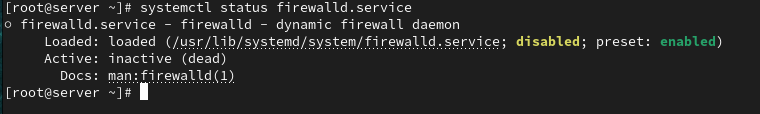 [root@server ~]# systemctl status firewalld.service
○ firewalld.service - firewalld - dynamic firewall daemon
     Loaded: loaded (/usr/lib/systemd/system/firewalld.service; disabled; preset: enabled)
     Active: inactive (dead)
       Docs: man:firewalld(1)
[root@server ~]#